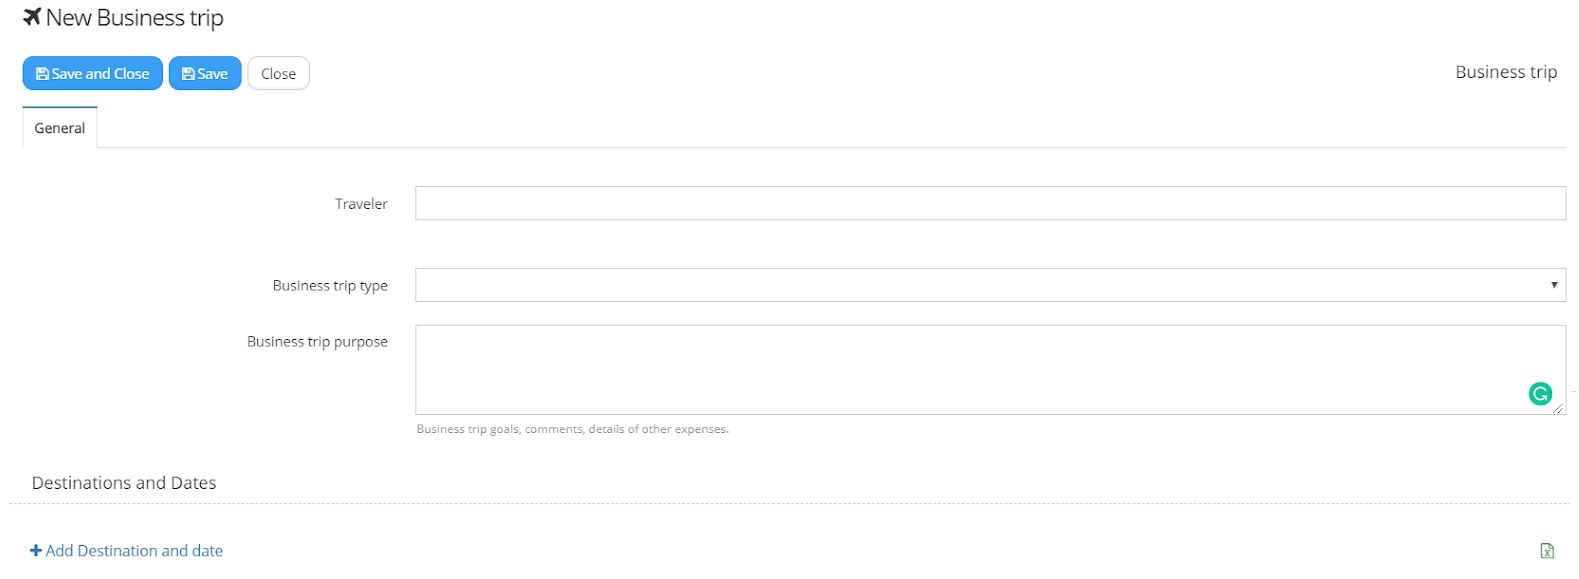 New Business trip
Save and Close Save Close
Business trip
General
Traveler
Business trip type
Business trip purpose
Business trip goals, comments, details of other expenses.
Destinations and Dates
Add Destination and date